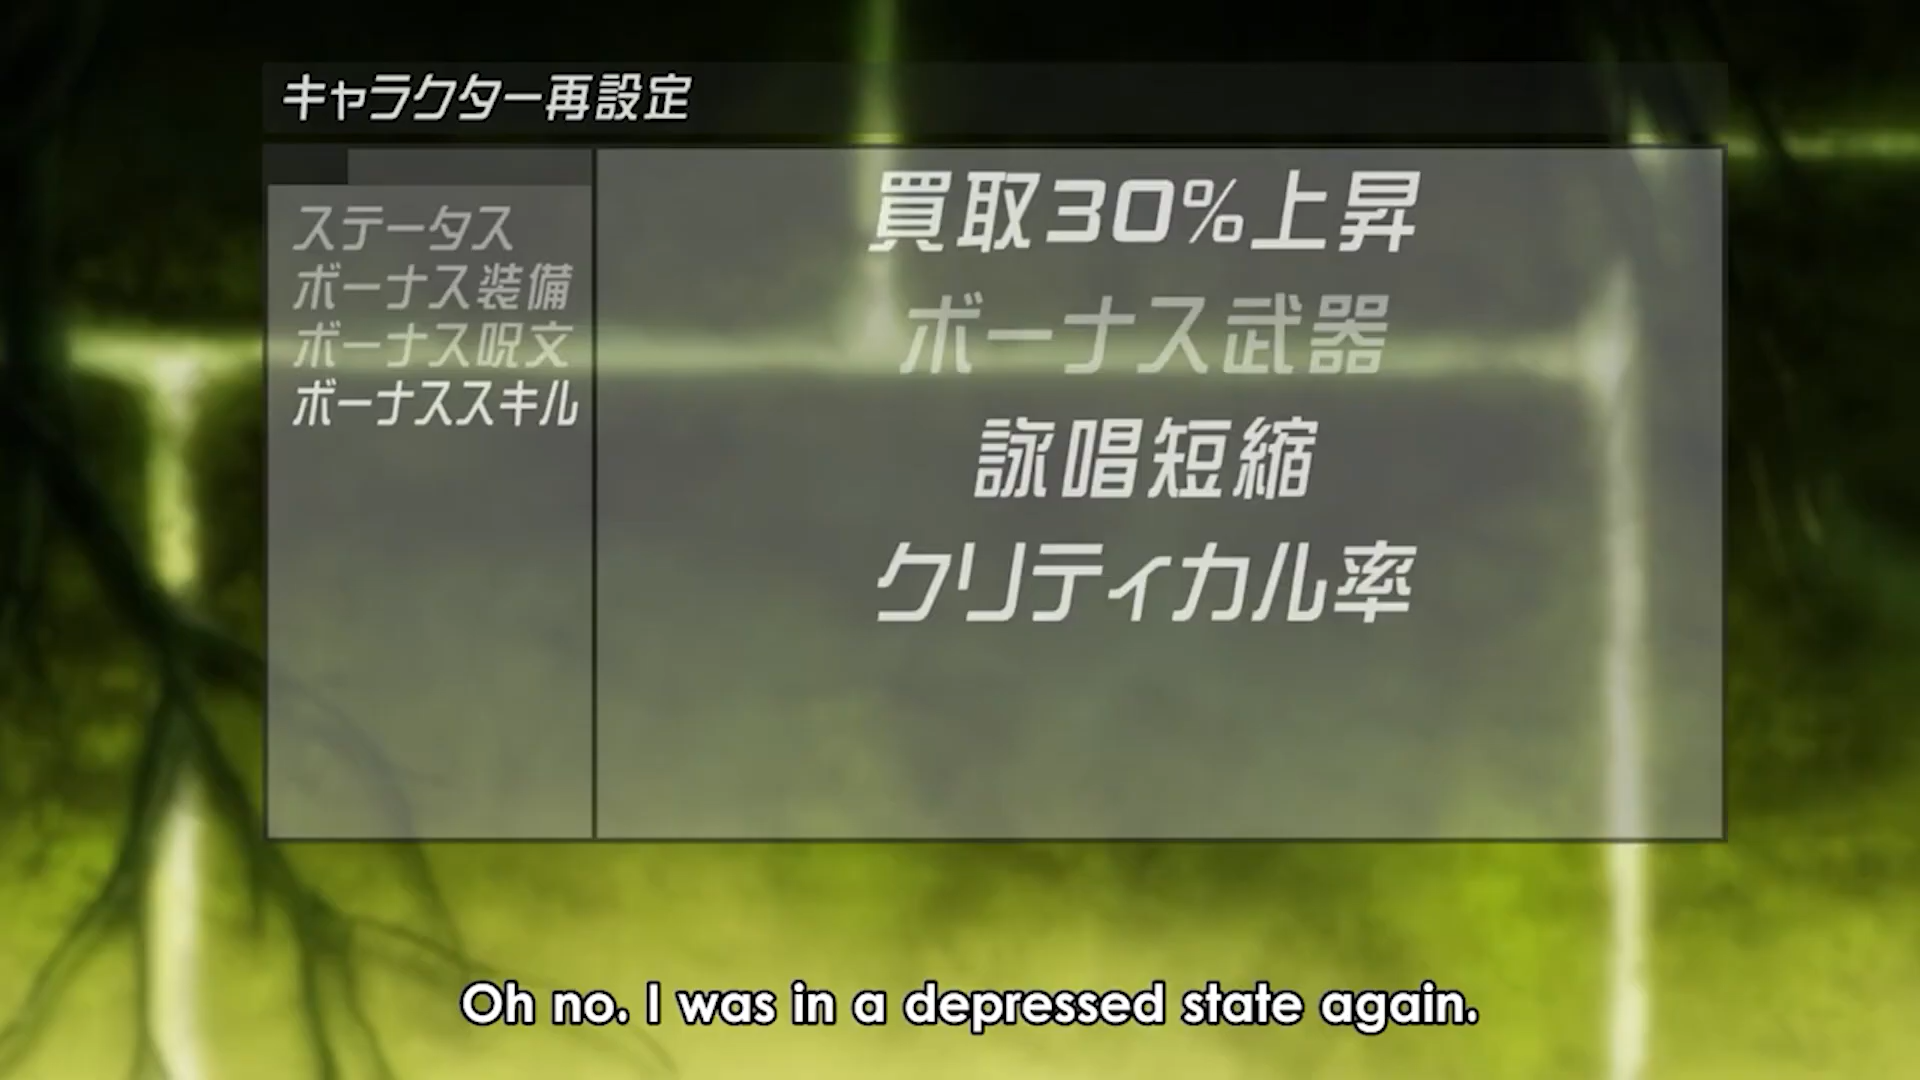 キャラクター再設定
ステータス
ボーナス装備
ボーナス呪文
ボーナススキル
買取30%上昇
ボーナス武器
詠唱短縮
クリティカル率
Oh no. I was in a depressed state again.